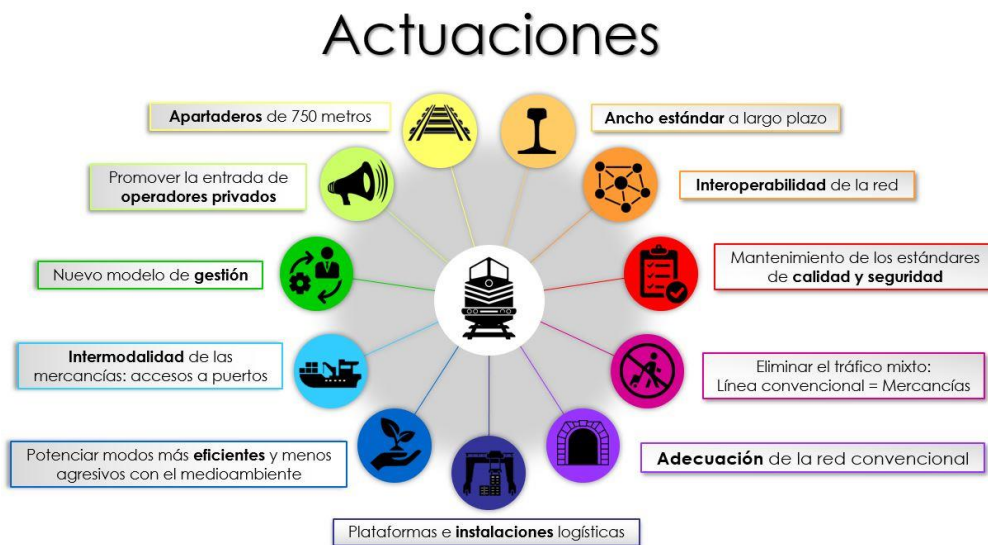 Actuaciones
Apartaderos de 750 metros
Ancho estándar a largo plazo
Promover la entrada de
operadores privados
Interoperabilidad de la red
Nuevo modelo de gestión
Mantenimiento de los estándares
de calidad y seguridad
Intermodalidad de las
mercancías: accesos a puertos
Eliminar el tráfico mixto:
Línea convencional = Mercancías
Potenciar modos más eficientes y menos
agresivos con el medioambiente
Adecuación de la red convencional
Plataformas e instalaciones logísticas